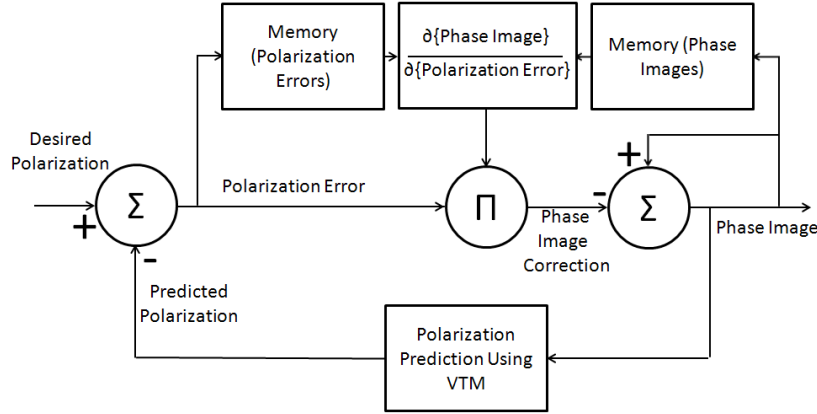 Memory
(Polarization
Errors)
∂{Phase Image}
∂{Polarization Error}
Memory (Phase
Images)
Desired
Polarization
+
Σ
-
Polarization Error
Π
Phase
Image
Correction
-
+
Σ
Phase Image
Predicted
Polarization
Polarization
Prediction Using
VTM